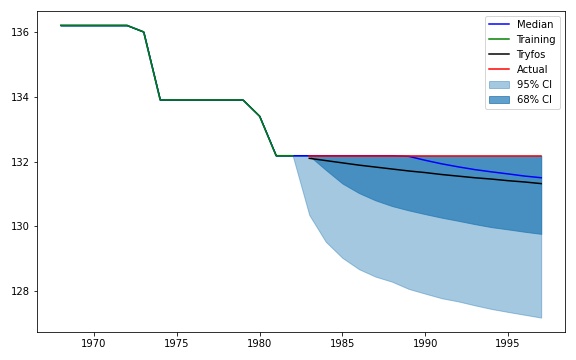 136
134
132
130
128
1970
1975
1980
1985
1990
1995
Median
Training
Tryfos
Actual
95% CI
68% CI